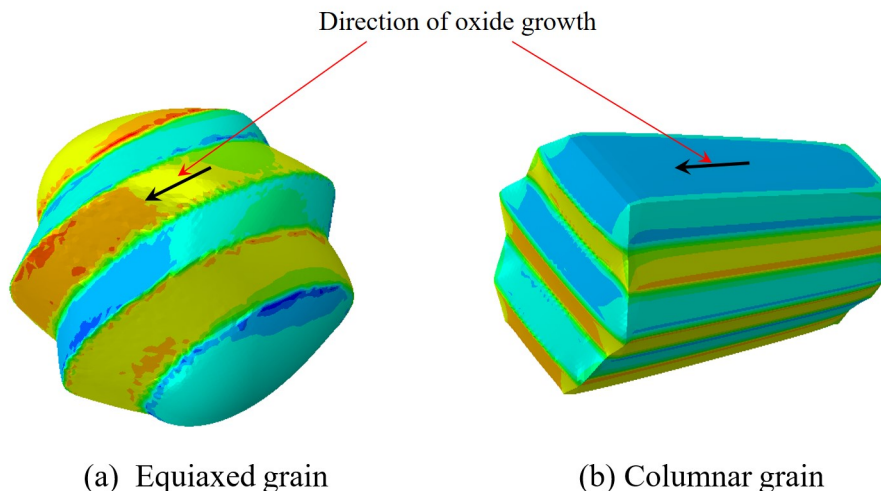 Direction of oxide growth
(a) Equiaxed grain
(b) Columnar grain